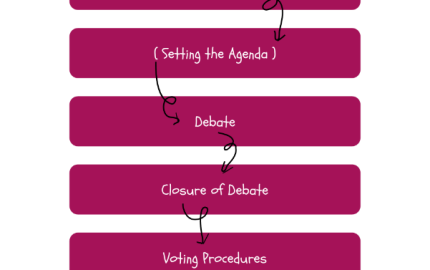 ( Setting the Agenda )
Debate
Closure of Debate
Voting Procedures